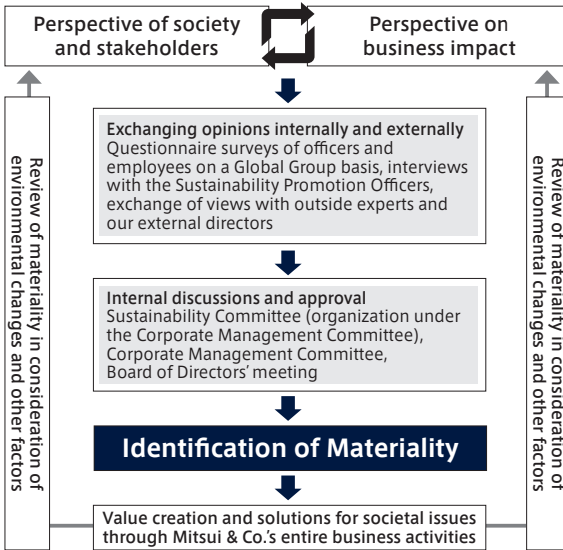 Perspective of society
and stakeholders
Perspective on
business impact
Exchanging opinions internally and externally
Questionnaire surveys of officers and
employees on a Global Group basis, interviews
with the Sustainability Promotion Officers,
exchange of views with outside experts and
our external directors
Internal discussions and approval
Sustainability Committee (organization under
the Corporate Management Committee),
Corporate Management Committee,
Board of Directors' meeting
Identification of Materiality
Value creation and solutions for societal issues
through Mitsui & Co.'s entire business activities
Review of materiality in consideration of
environmental changes and other factors
Review of materiality in consideration of
environmental changes and other factors